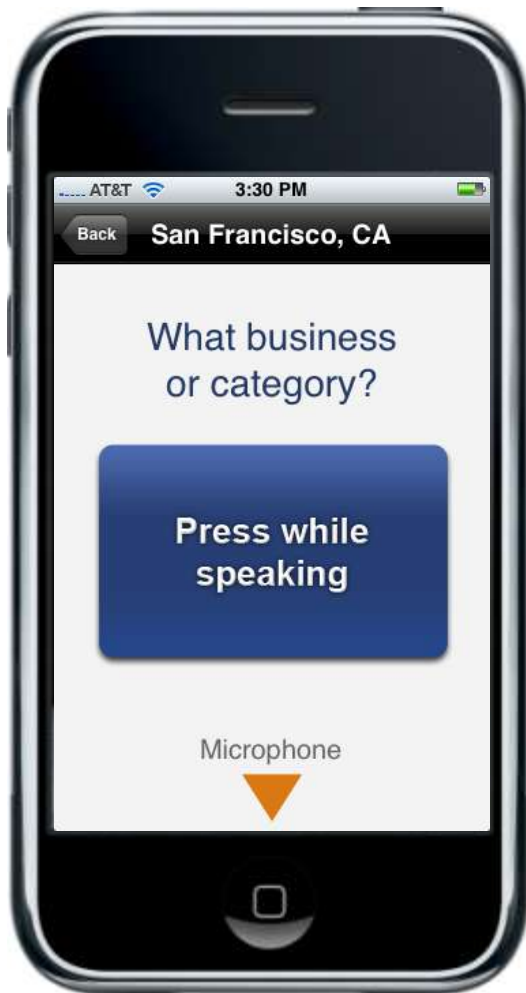 AT&T 3:30 PM
Back San Francisco, CA
What business
or category?
Press while
speaking
Microphone